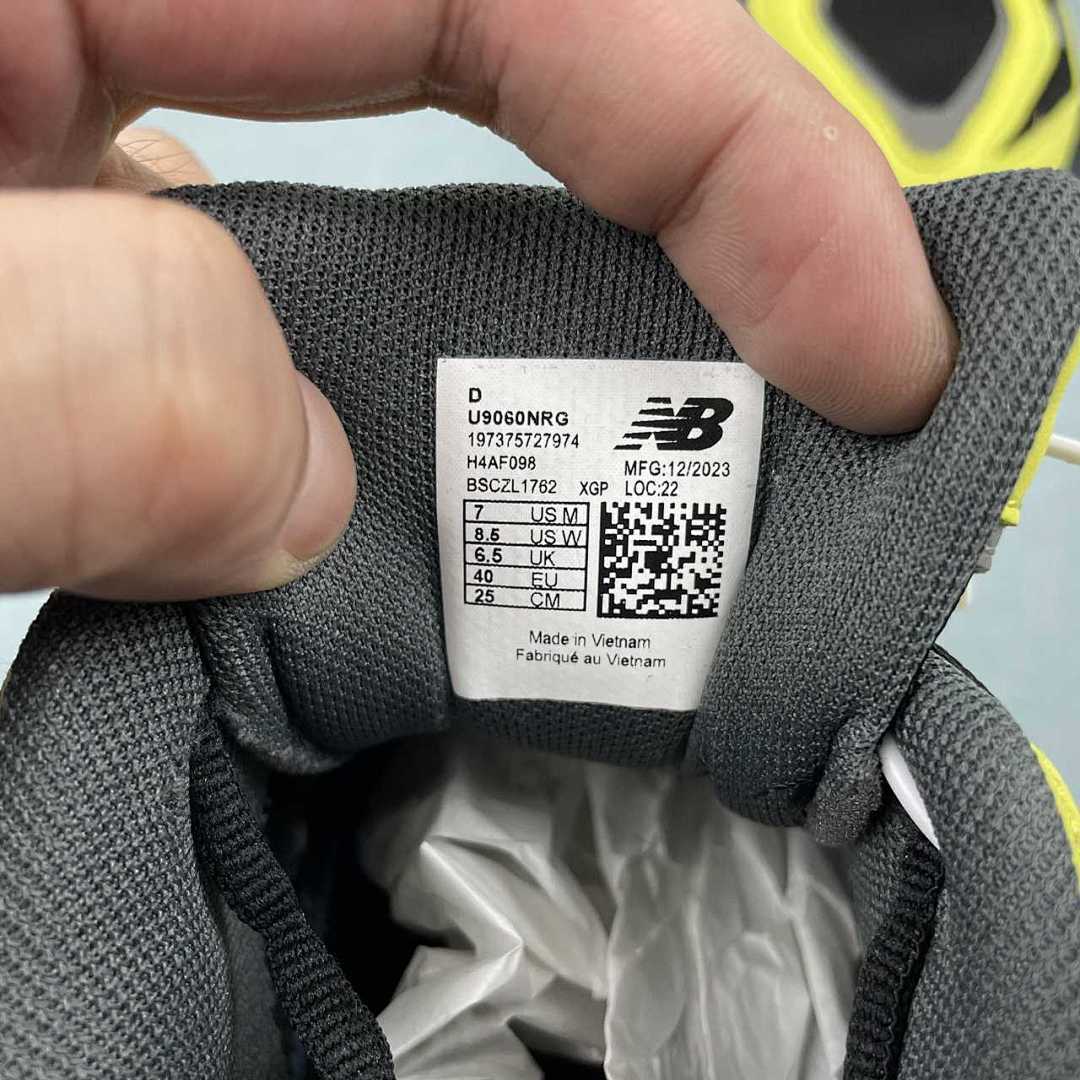 D
U9060NRG
197375727974
H4AF098
BSCZL1762 XGP
NB
MFG:12/2023
LOC:22
7 US M
8.5 US W
6.5 UK
40 EU
25 CM
Made in Vietnam
Fabriqué au Vietnam